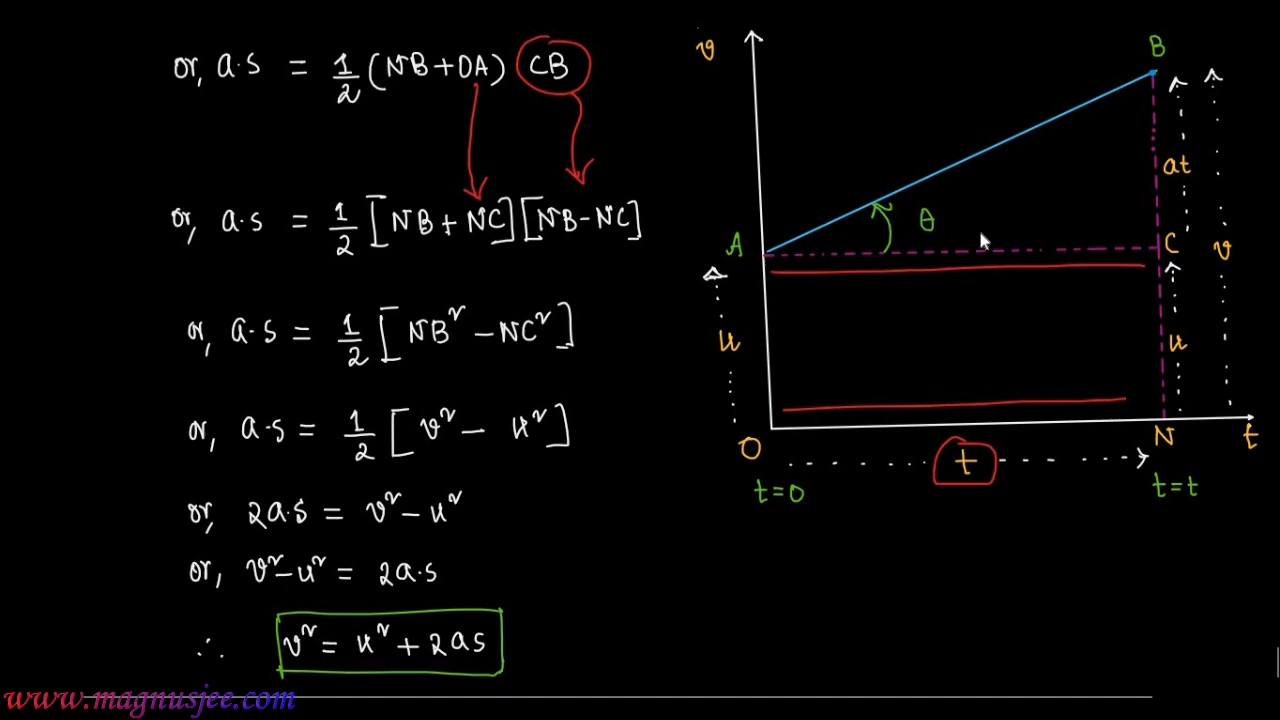 or, a.s = 1/2 (NB+OA) CB
or, a.s = 1/2 [NB + NC][NB-NC]
or, a.s = 1/2 [NB² - NC²]
or, a.s = 1/2 [v² - u²]
or, 2a.s = v² - u²
or, v² - u² = 2a.s
∴ v² = u² + 2as
v
B
at
θ
A
C
v
u
u
O
t
N
t
t=0
t=t
www.magnusjee.com